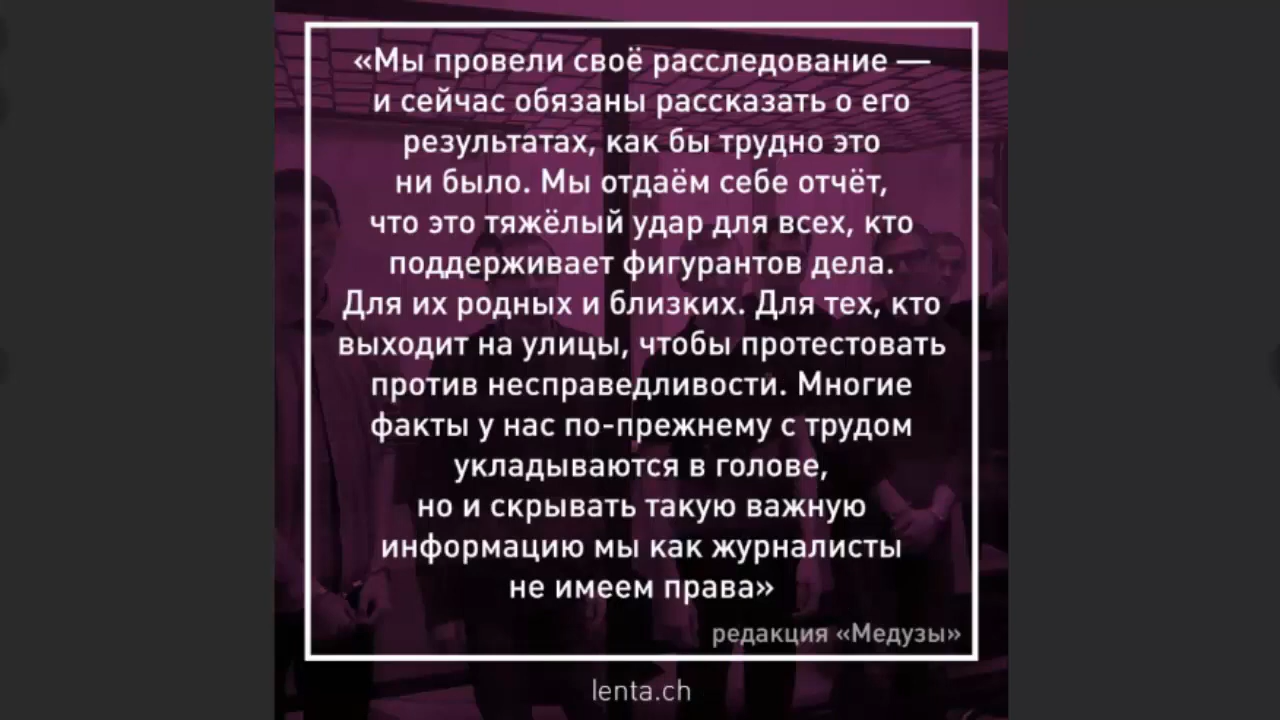 «Мы провели своё расследование —
и сейчас обязаны рассказать о его
результатах, как бы трудно это
ни было. Мы отдаём себе отчёт,
что это тяжёлый удар для всех, кто
поддерживает фигурантов дела.
Для их родных и близких. Для тех, кто
выходит на улицы, чтобы протестовать
против несправедливости. Многие
факты у нас по-прежнему с трудом
укладываются в голове,
но и скрывать такую важную
информацию мы как журналисты
не имеем права»
редакция «Медузы»
lenta.ch